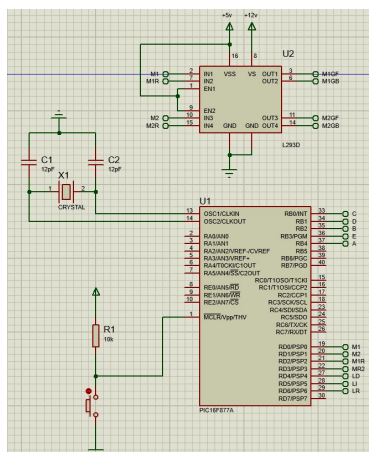 +5v +12v
16 8 U2
M1 2 IN1 VSS VS OUT1 3 M1GF
M1R 7 IN2 OUT2 6 M1GB
1 EN1
9 EN2
M2 10 IN3 OUT3 11 M2GF
M2R 15 IN4 GND GND OUT4 14 M2GB
L293D
C1 C2
12pF X1 12pF
1 2
CRYSTAL
U1
13 OSC1/CLKIN RB0/INT 33 C
14 OSC2/CLKOUT RB1 34 D
RB2 35 B
2 RA0/AN0 RB3/PGM 36 E
3 RA1/AN1 RB4 37 A
4 RA2/AN2/VREF-/CVREF RB5 38
5 RA3/AN3/VREF+ RB6/PGC 39
6 RA4/T0CKI/C1OUT RB7/PGD 40
7 RA5/AN4/SS/C2OUT
RC0/T1OSO/T1CKI 15
8 RE0/AN5/RD RC1/T1OSI/CCP2 16
9 RE1/AN6/WR RC2/CCP1 17
10 RE2/AN7/CS RC3/SCK/SCL 18
RC4/SDI/SDA 23
1 MCLR/Vpp/THV RC5/SDO 24
RC6/TX/CK 25
RC7/RX/DT 26
R1
10k
RD0/PSP0 19 M1
RD1/PSP1 20 M2
RD2/PSP2 21 M1R
RD3/PSP3 22 MR2
RD4/PSP4 27 LD
RD5/PSP5 28 LI
RD6/PSP6 29 LR
RD7/PSP7 30
PIC16F877A